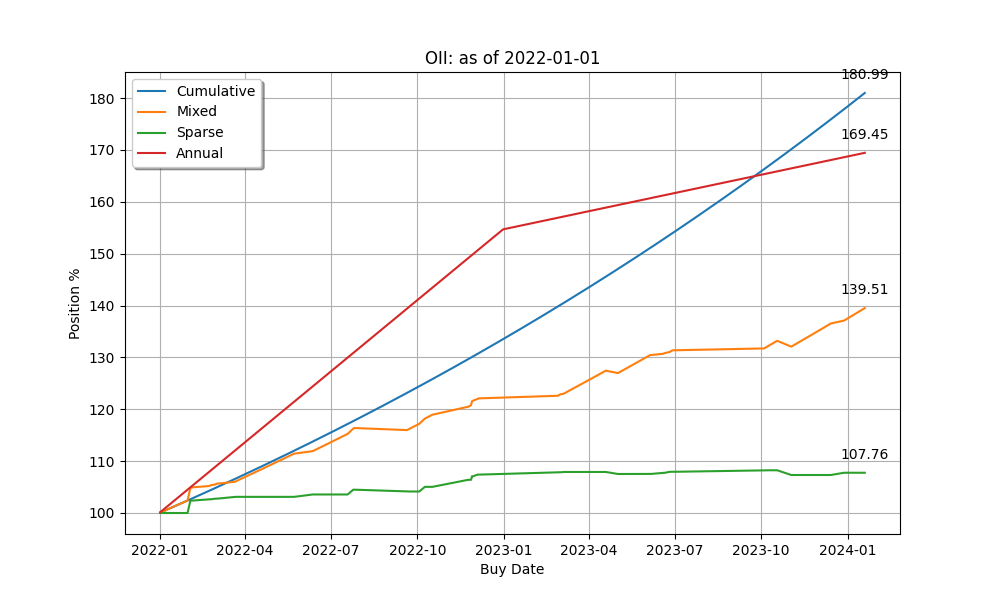 OII: as of 2022-01-01
180.99
180
Cumulative
Mixed
Sparse
Annual
169.45
170
160
150
139.51
140
130
120
107.76
110
100
Position %
2022-01 2022-04 2022-07 2022-10 2023-01 2023-04 2023-07 2023-10 2024-01
Buy Date